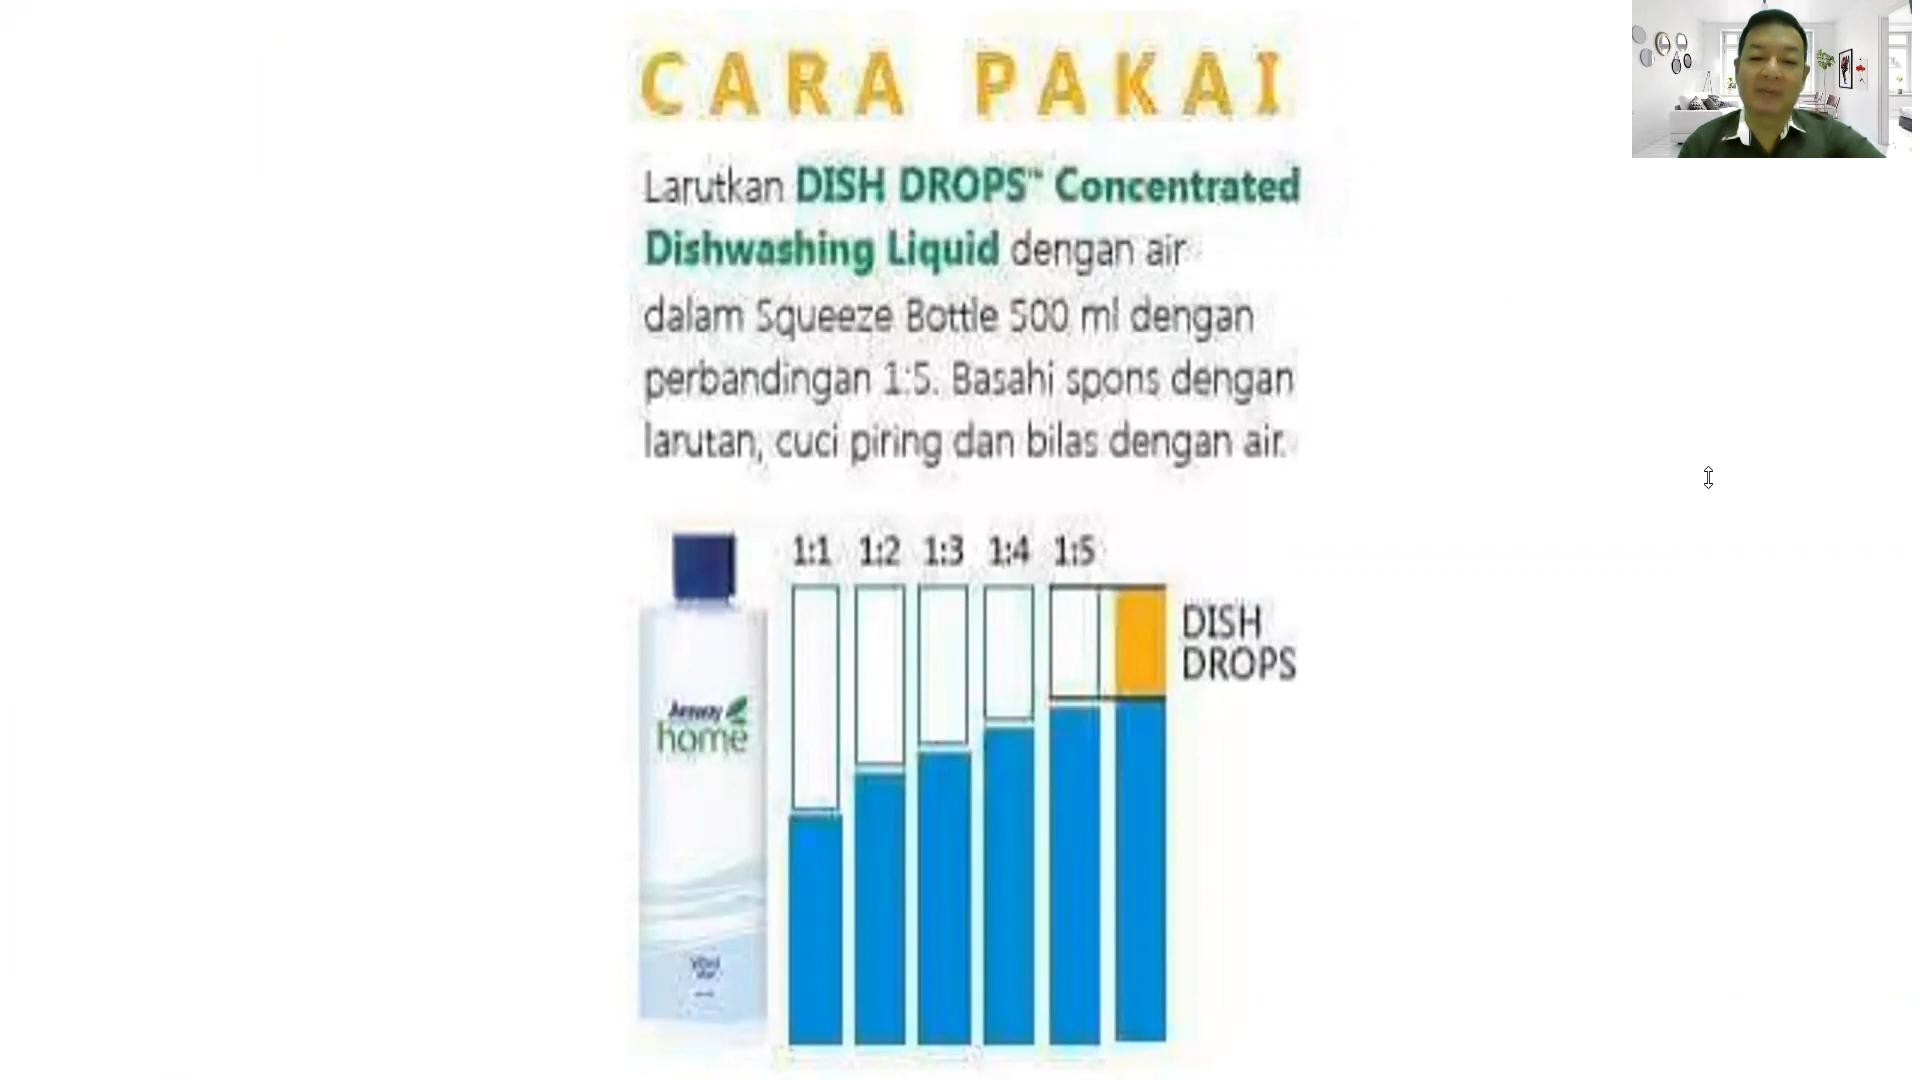 CARA PAKAI
Larutkan DISH DROPS™ Concentrated
Dishwashing Liquid dengan air
dalam Squeeze Bottle 500 ml dengan
perbandingan 1:5. Basahi spons dengan
larutan, cuci piring dan bilas dengan air.
1:1 1:2 1:3 1:4 1:5
DISH
DROPS
Amway
home